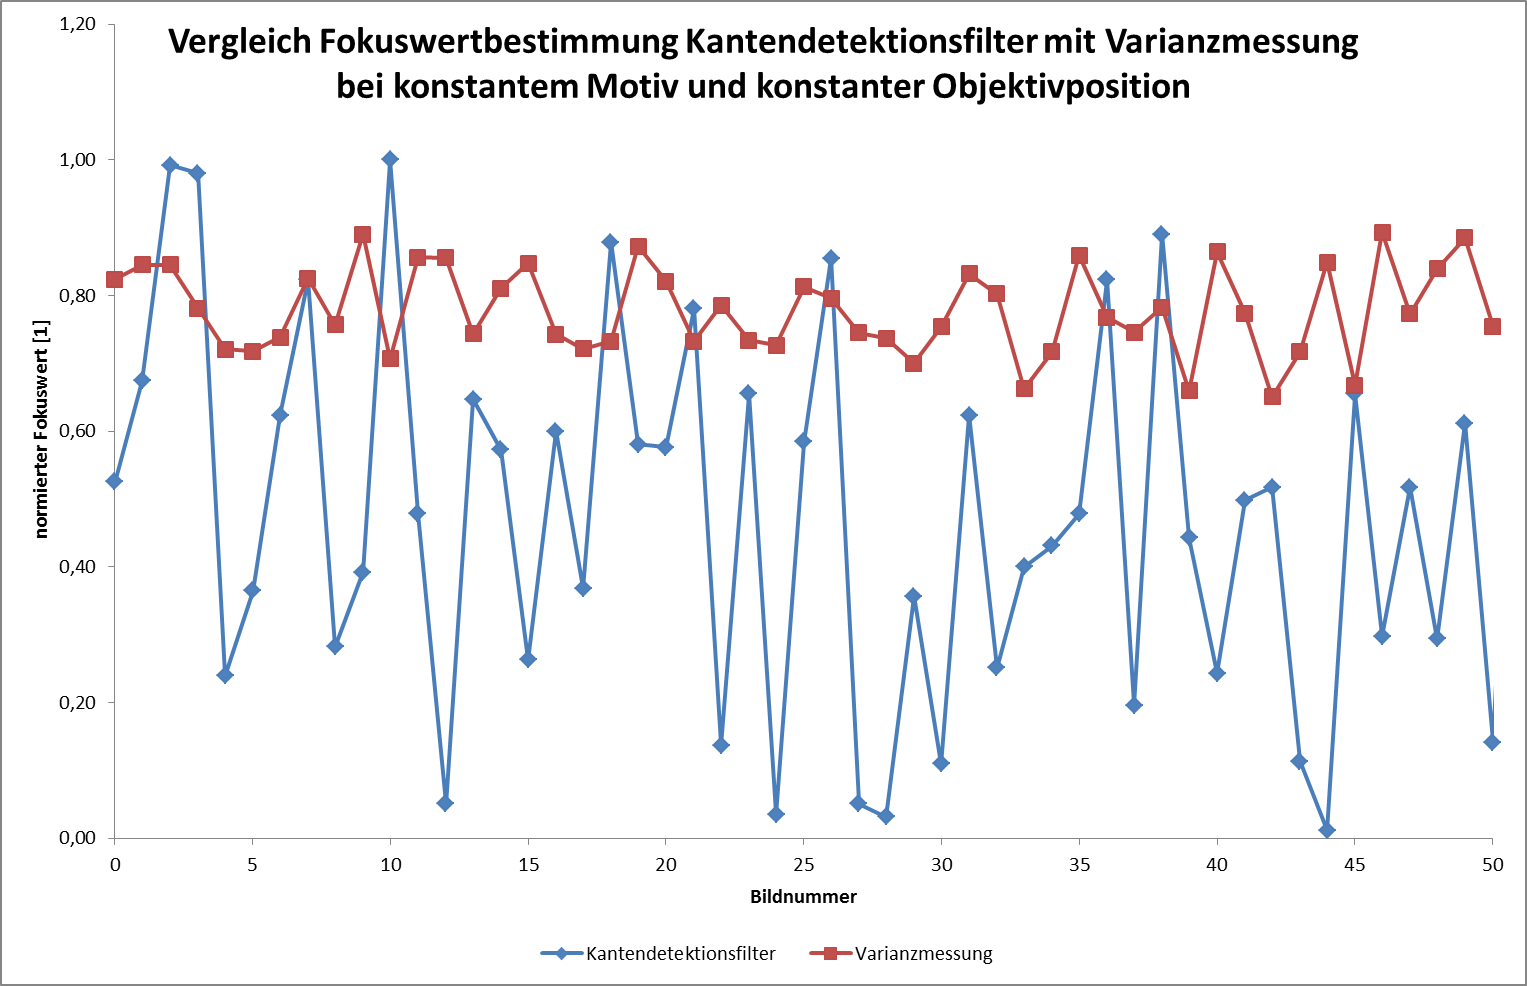 Vergleich Fokuswertbestimmung Kantendetektionsfilter mit Varianzmessung
bei konstantem Motiv und konstanter Objektivposition
1,20
1,00
0,80
0,60
0,40
0,20
0,00
normierter Fokuswert [1]
0 5 10 15 20 25 30 35 40 45 50
Bildnummer
Kantendetektionsfilter Varianzmessung